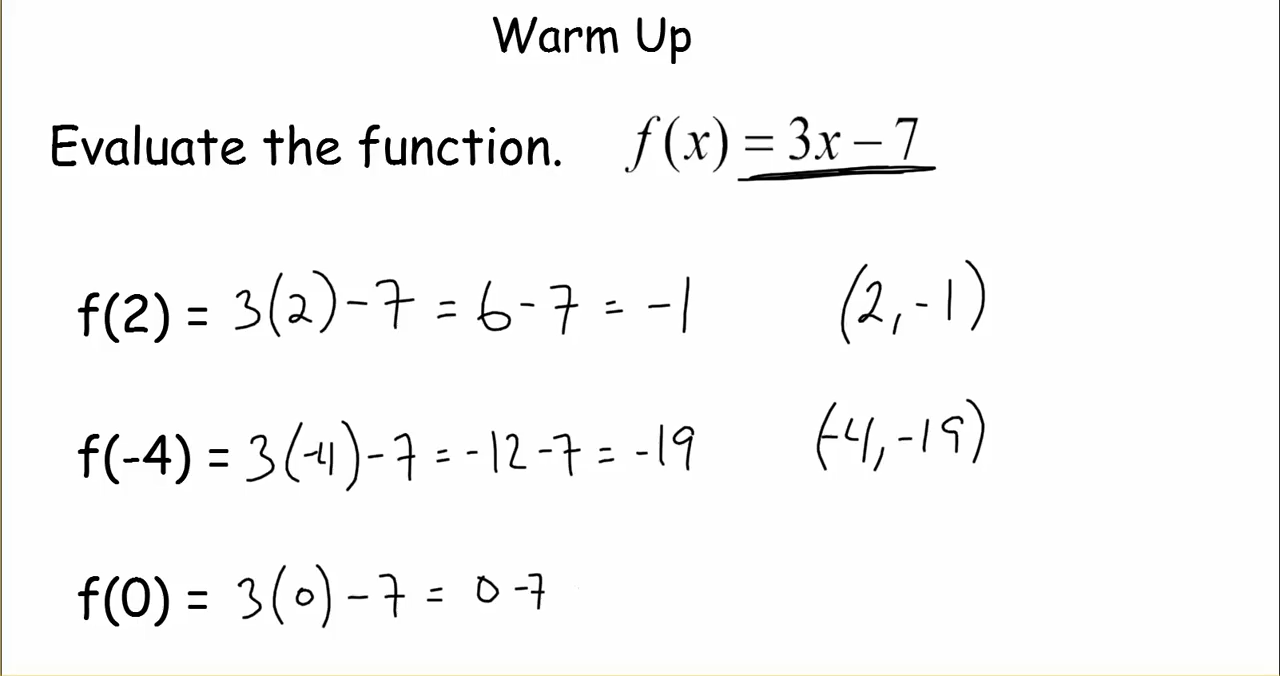 Warm Up
Evaluate the function. f(x) = 3x − 7
f(2) = 3(2) - 7 = 6 - 7 = -1 (2, -1)
f(-4) = 3(-4) - 7 = -12 - 7 = -19 (-4, -19)
f(0) = 3(0) - 7 = 0 - 7